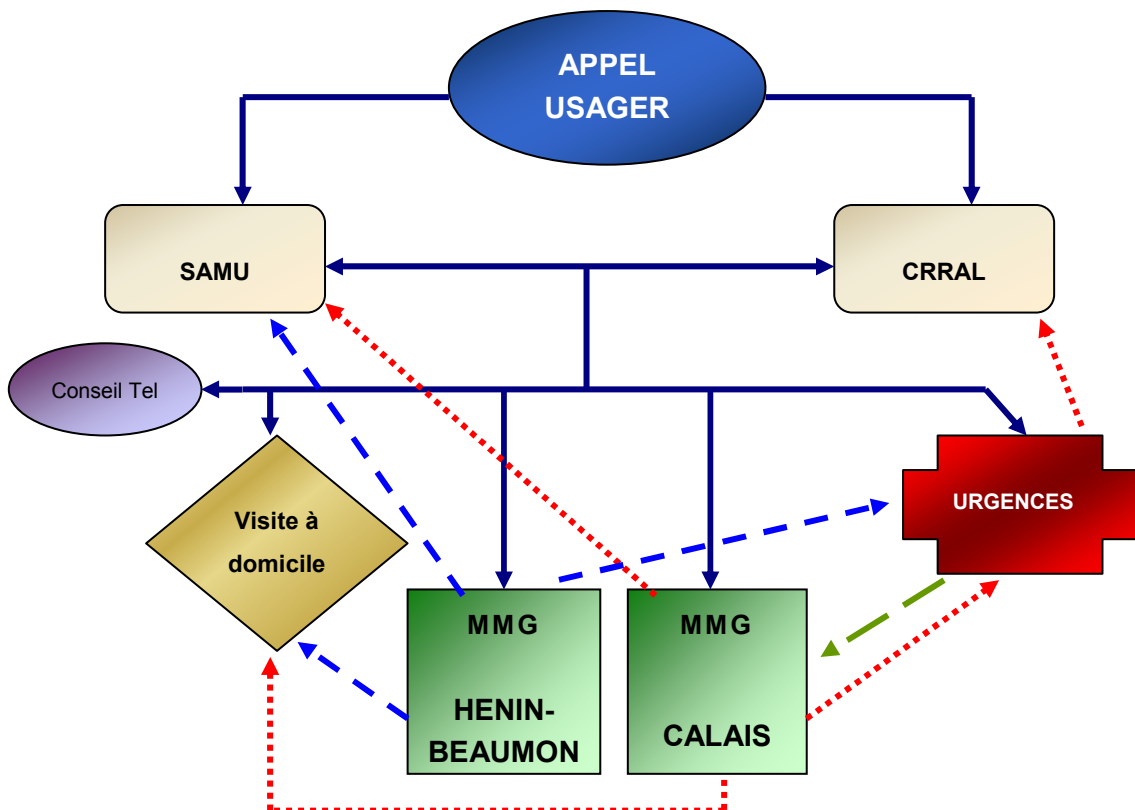 APPEL
USAGER
SAMU
CRRAL
Conseil Tel
Visite à
domicile
URGENCES
MMG
HENIN-
BEAUMON
MMG
CALAIS